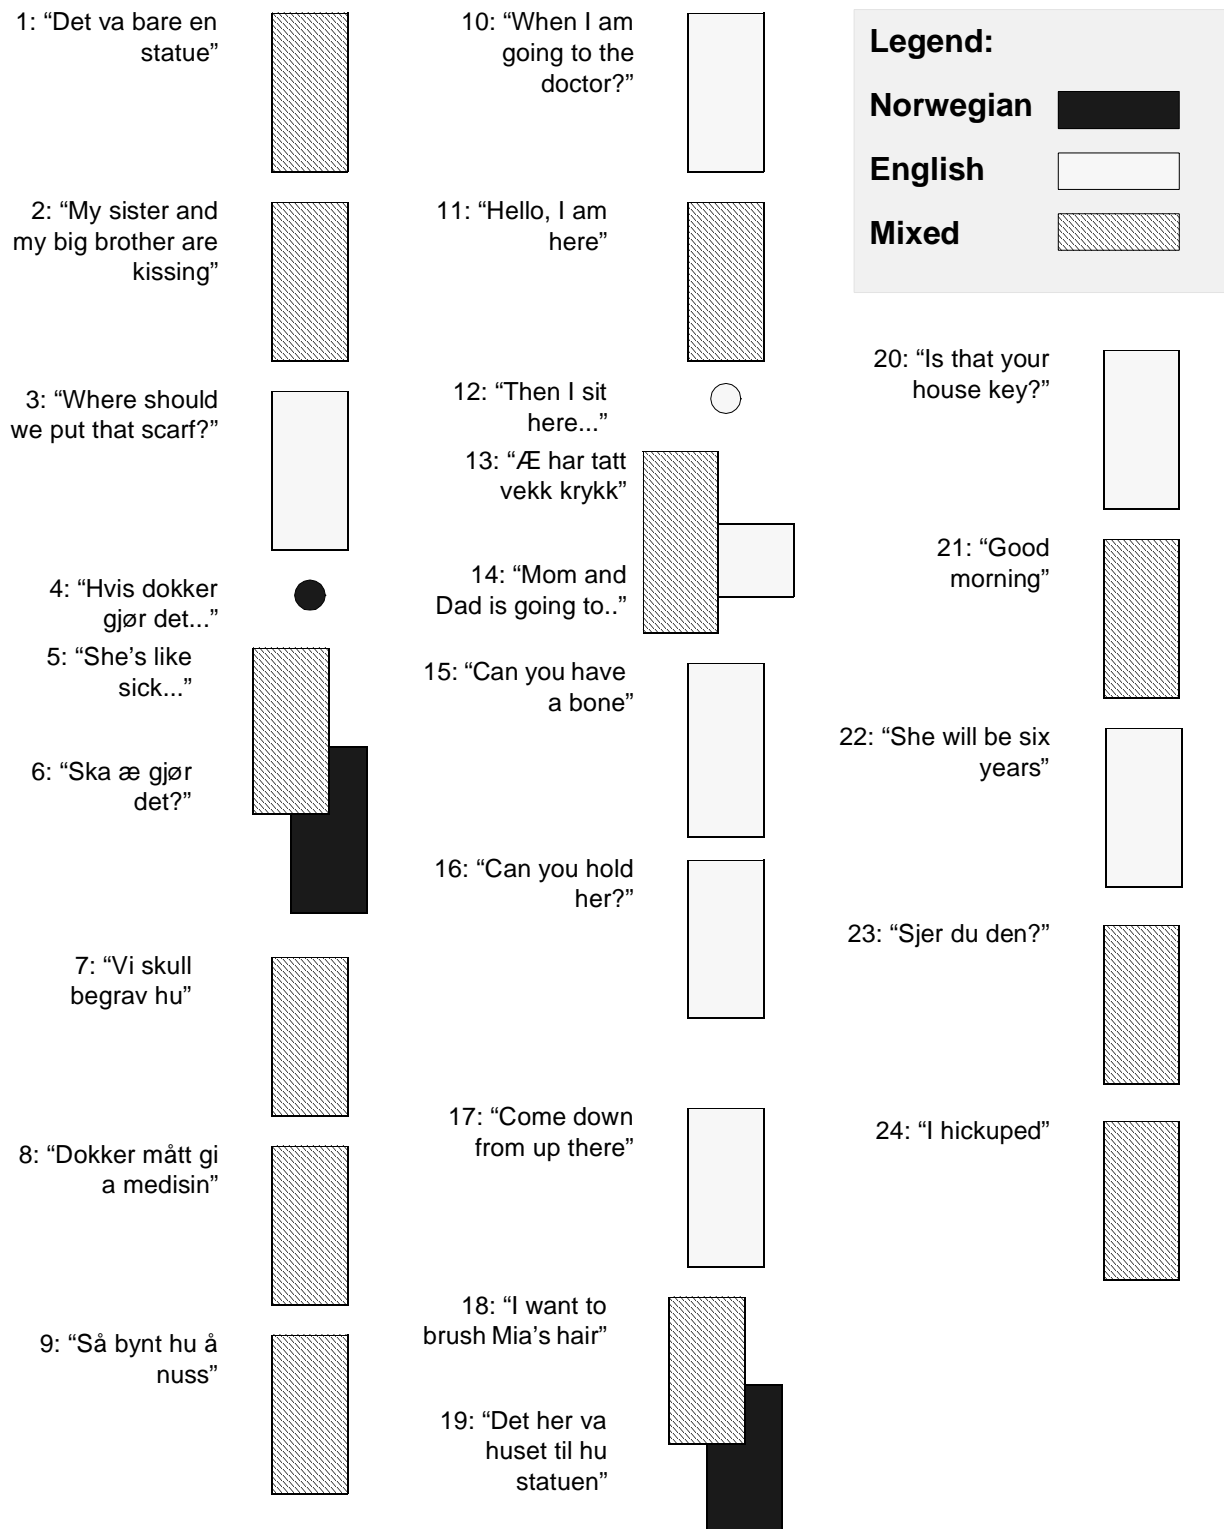 1: “Det va bare en
statue”
2: “My sister and
my big brother are
kissing”
3: “Where should
we put that scarf?”
4: “Hvis dokker
gjør det...”
5: “She’s like
sick...”
6: “Ska æ gjør
det?”
7: “Vi skull
begrav hu”
8: “Dokker mått gi
a medisin”
9: “Så bynt hu å
nuss”
10: “When I am
going to the
doctor?”
11: “Hello, I am
here”
12: “Then I sit
here...”
13: “Æ har tatt
vekk krykk”
14: “Mom and
Dad is going to..”
15: “Can you have
a bone”
16: “Can you hold
her?”
17: “Come down
from up there”
18: “I want to
brush Mia’s hair”
19: “Det her va
huset til hu
statuen”
Legend:
Norwegian
English
Mixed
20: “Is that your
house key?”
21: “Good
morning”
22: “She will be six
years”
23: “Sjer du den?”
24: “I hickuped”